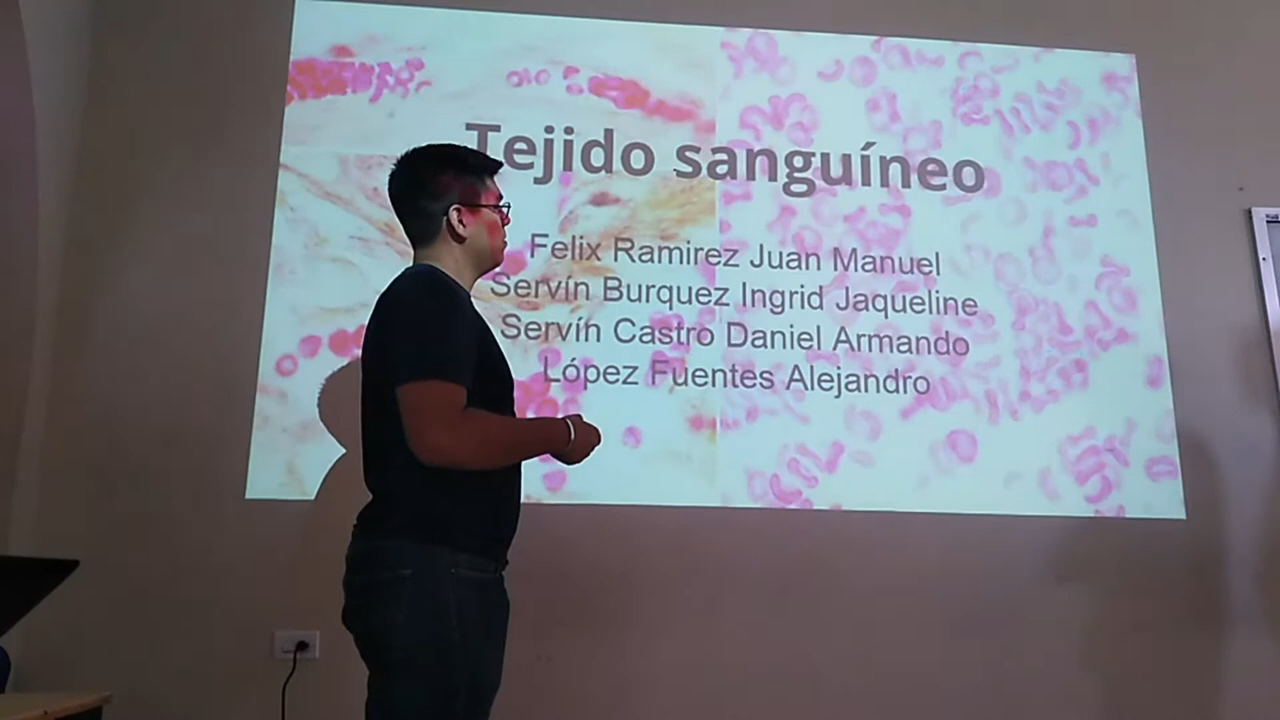 Tejido sanguíneo
Felix Ramirez Juan Manuel
Servín Burquez Ingrid Jaqueline
Servín Castro Daniel Armando
López Fuentes Alejandro